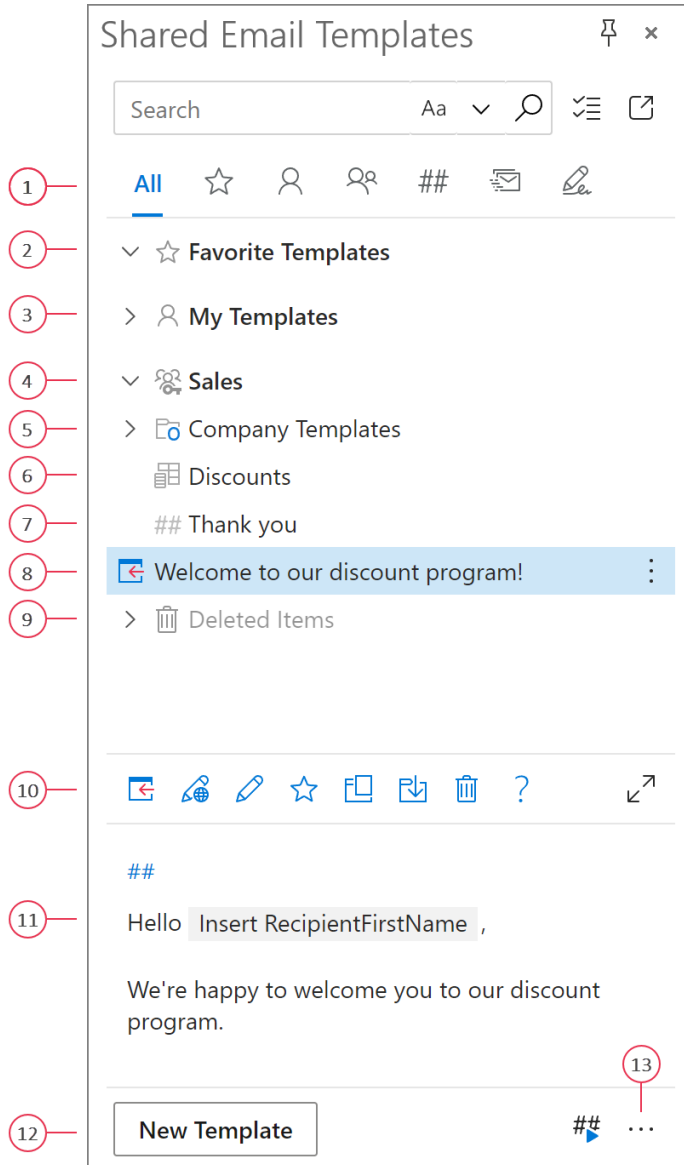 Shared Email Templates
Search Aa
1 All ##
2 Favorite Templates
3 My Templates
4 Sales
5 Company Templates
6 Discounts
7 ## Thank you
8 Welcome to our discount program!
9 Deleted Items
10 ?
##
11 Hello Insert RecipientFirstName ,
We're happy to welcome you to our discount
program.
13
12 New Template ## ...